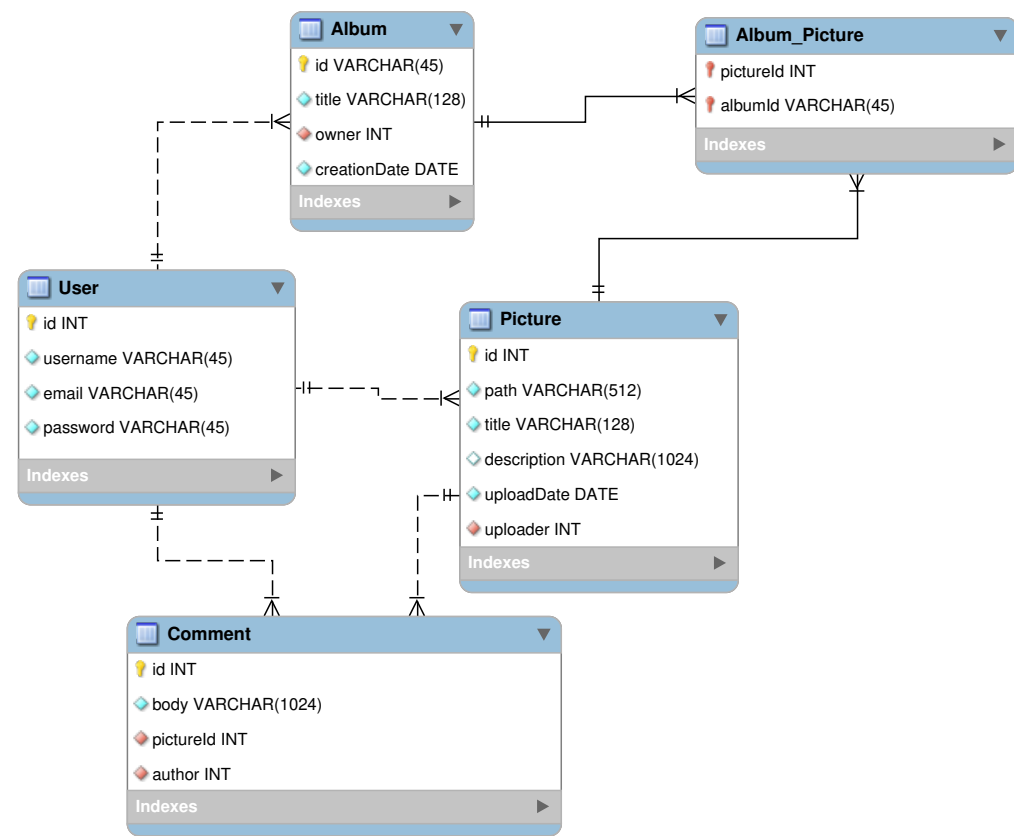 Album
id VARCHAR(45)
title VARCHAR(128)
owner INT
creationDate DATE
Indexes
Album_Picture
pictureId INT
albumId VARCHAR(45)
Indexes
User
id INT
username VARCHAR(45)
email VARCHAR(45)
password VARCHAR(45)
Indexes
Picture
id INT
path VARCHAR(512)
title VARCHAR(128)
description VARCHAR(1024)
uploadDate DATE
uploader INT
Indexes
Comment
id INT
body VARCHAR(1024)
pictureId INT
author INT
Indexes